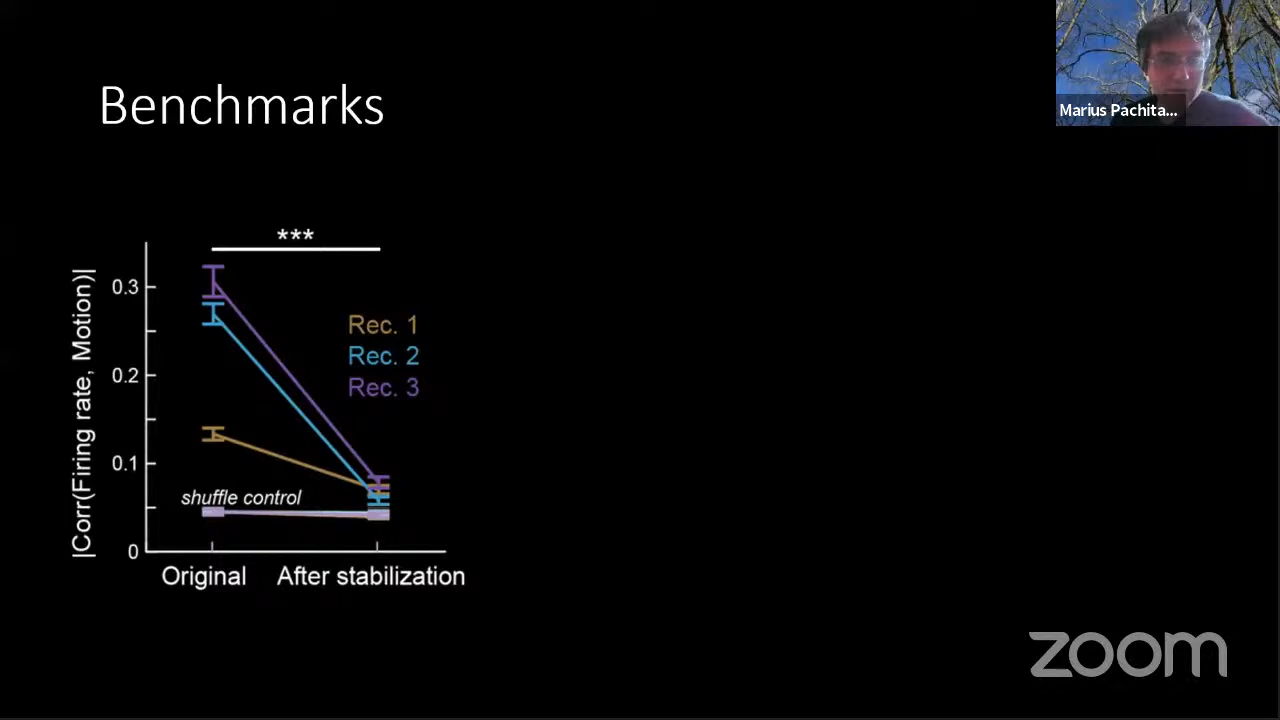 Benchmarks
Marius Pachita...
***
|Corr(Firing rate, Motion)|
0.3
0.2
0.1
0
Rec. 1
Rec. 2
Rec. 3
shuffle control
Original
After stabilization
zoom